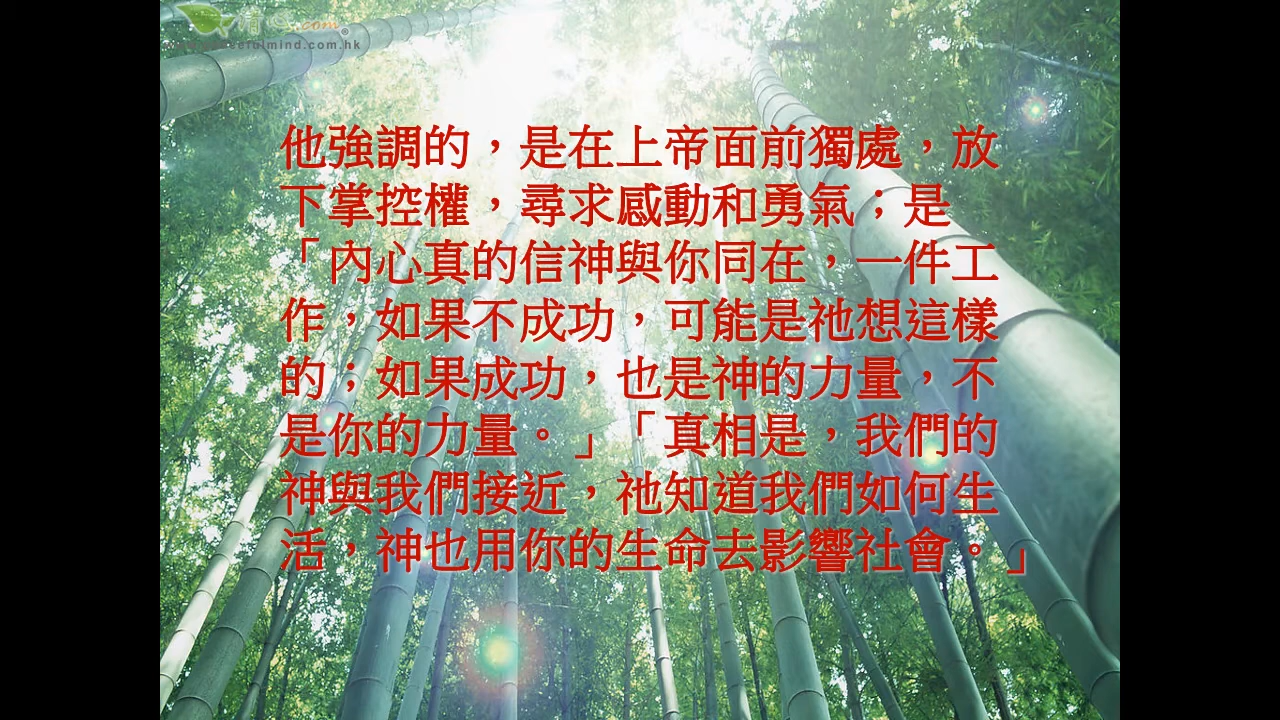 www.peacefulmind.com.hk
他強調的，是在上帝面前獨處，放
下掌控權，尋求感動和勇氣；是
「內心真的信神與你同在，一件工
作，如果不成功，可能是祂想這樣
的；如果成功，也是神的力量，不
是你的力量。」「真相是，我們的
神與我們接近，祂知道我們如何生
活，神也用你的生命去影響社會。」